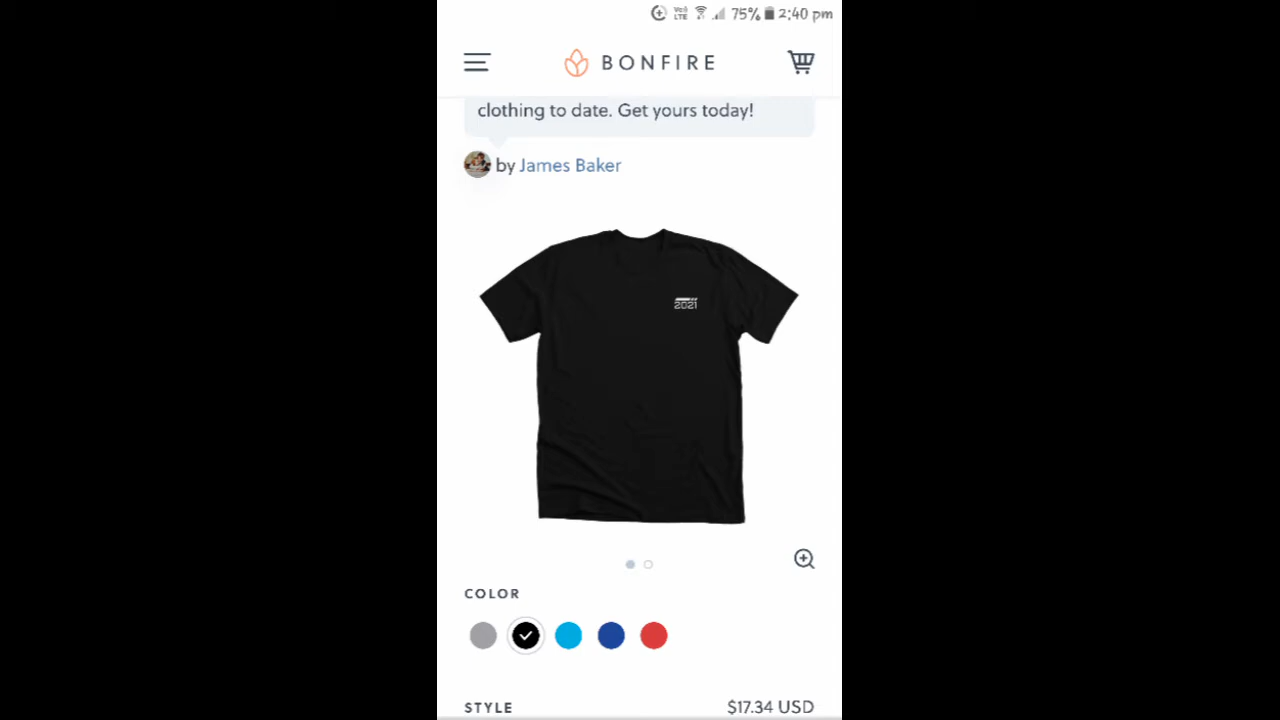 VoLTE 75% 2:40 pm
BONFIRE
clothing to date. Get yours today!
by James Baker
2021
COLOR
STYLE $17.34 USD